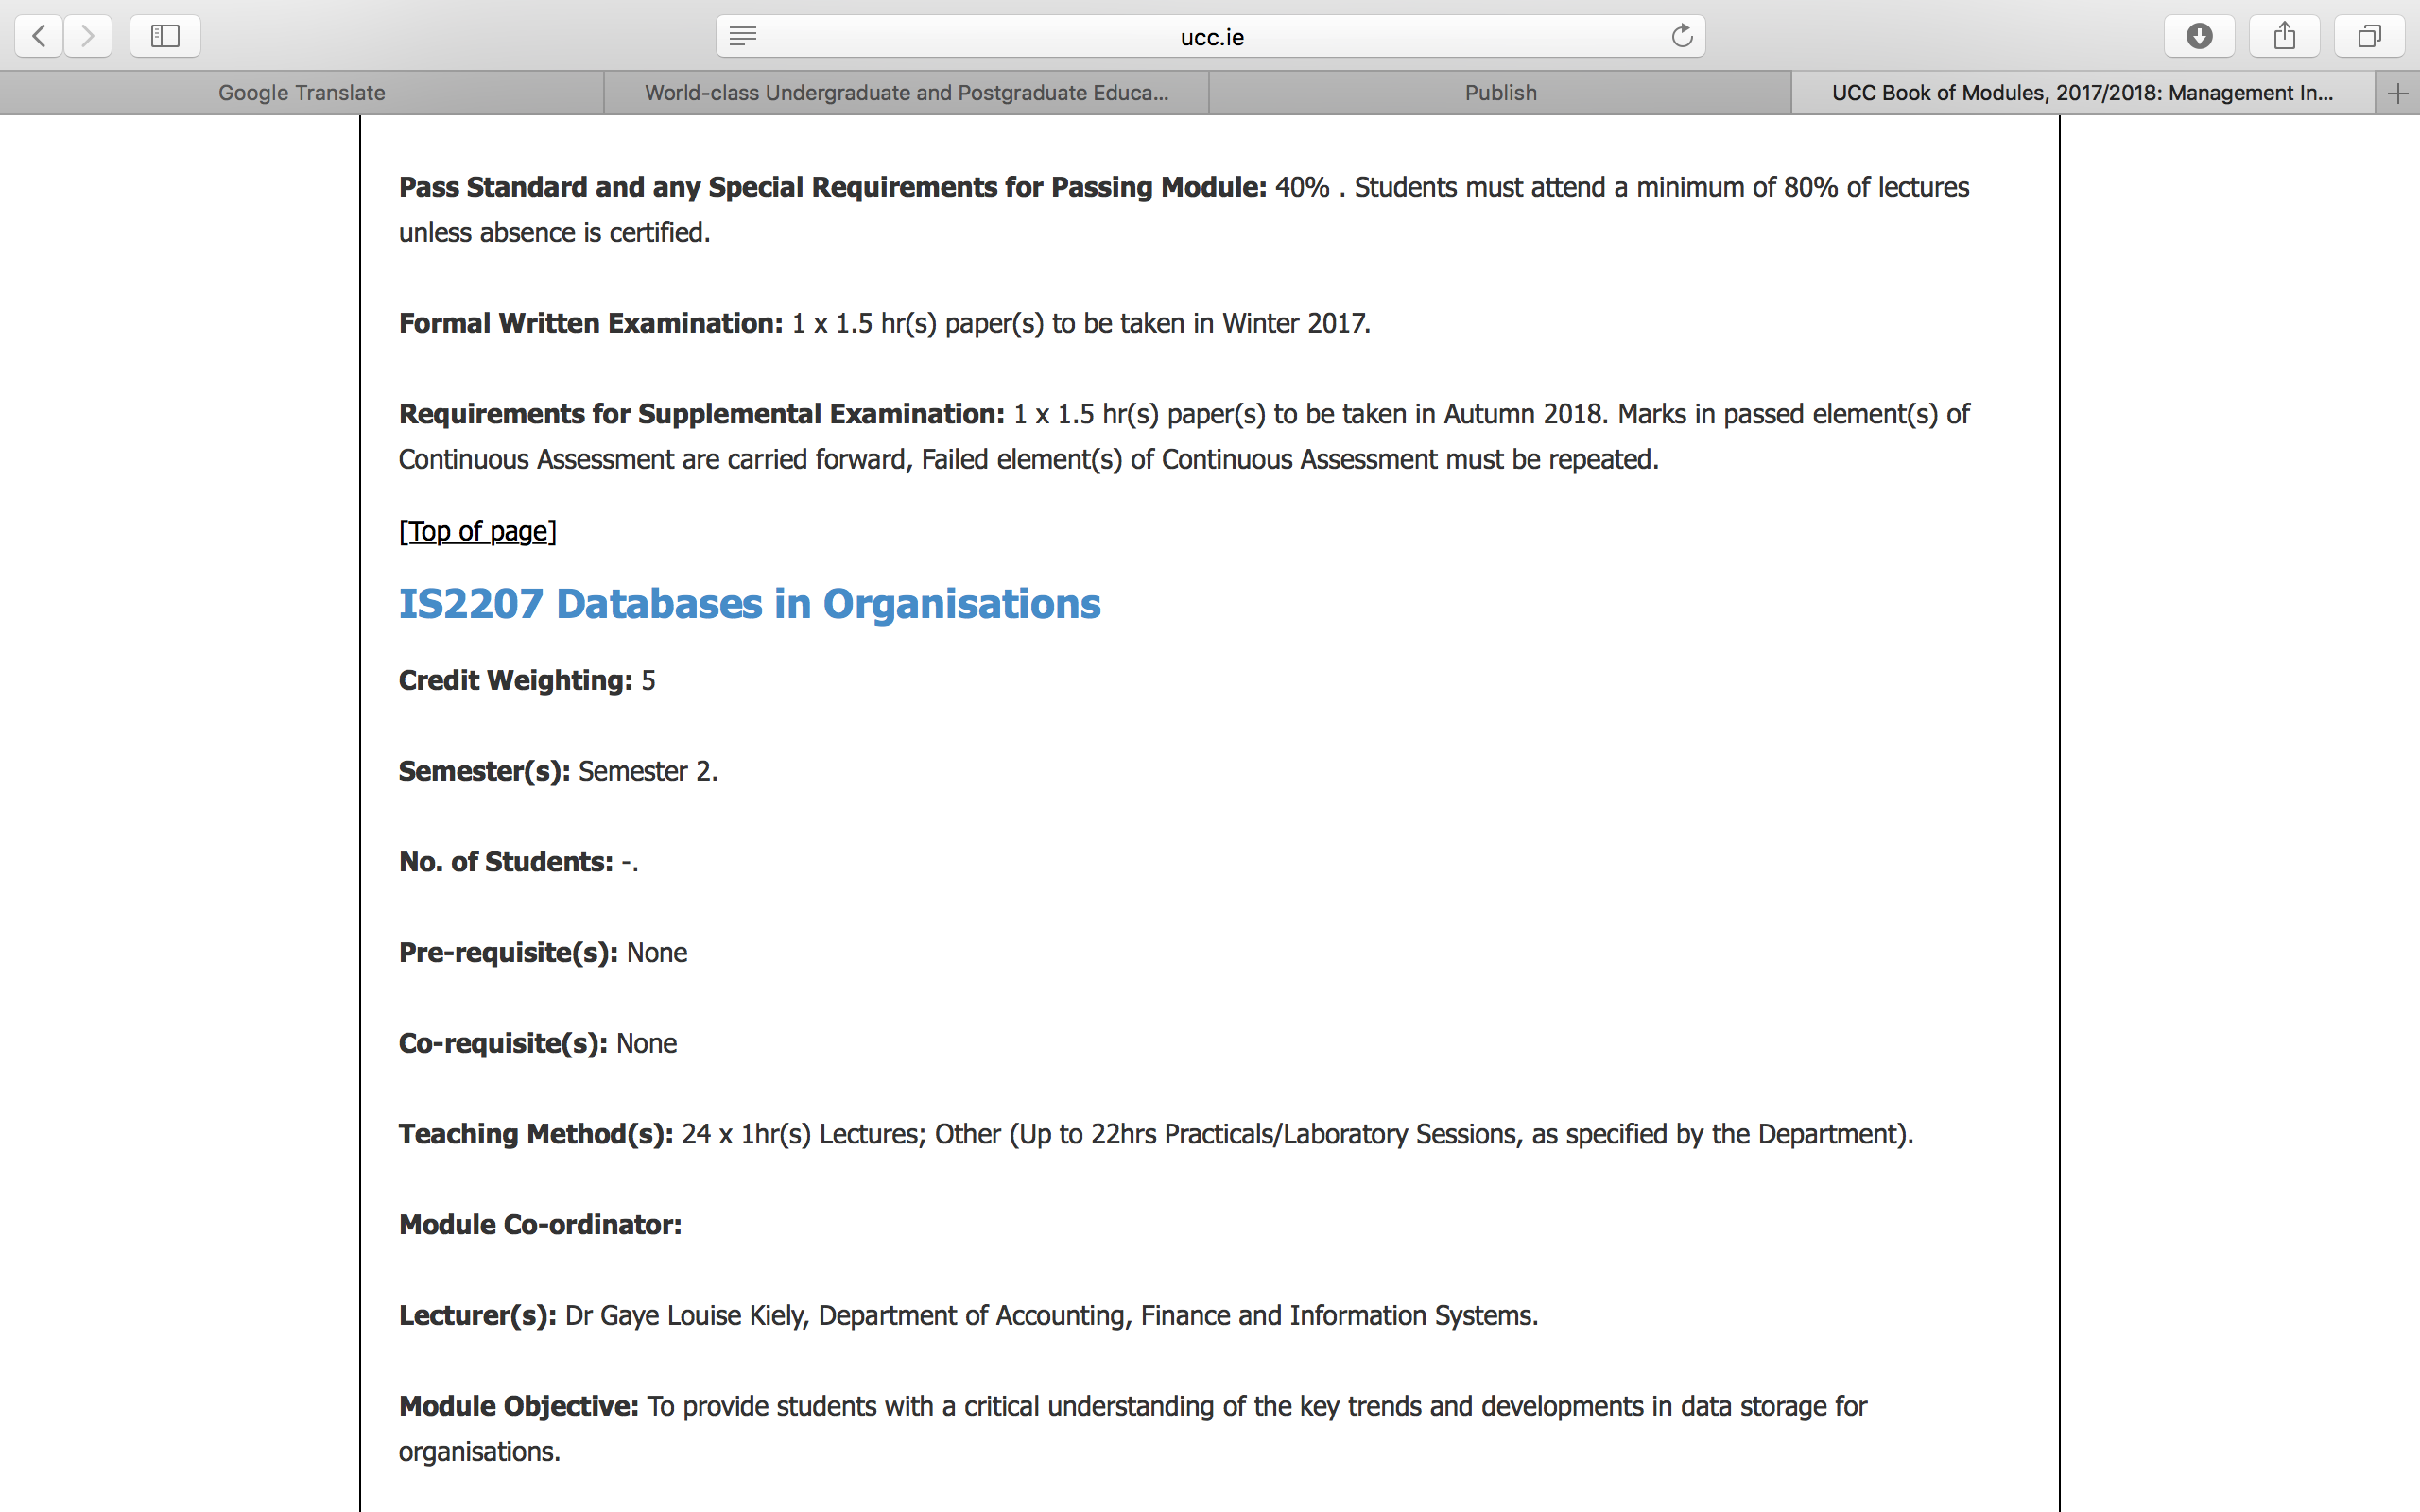 ucc.ie
Google Translate
World-class Undergraduate and Postgraduate Educa...
Publish
UCC Book of Modules, 2017/2018: Management In...
Pass Standard and any Special Requirements for Passing Module: 40% . Students must attend a minimum of 80% of lectures
unless absence is certified.
Formal Written Examination: 1 x 1.5 hr(s) paper(s) to be taken in Winter 2017.
Requirements for Supplemental Examination: 1 x 1.5 hr(s) paper(s) to be taken in Autumn 2018. Marks in passed element(s) of
Continuous Assessment are carried forward, Failed element(s) of Continuous Assessment must be repeated.
[Top of page]
IS2207 Databases in Organisations
Credit Weighting: 5
Semester(s): Semester 2.
No. of Students: -.
Pre-requisite(s): None
Co-requisite(s): None
Teaching Method(s): 24 x 1hr(s) Lectures; Other (Up to 22hrs Practicals/Laboratory Sessions, as specified by the Department).
Module Co-ordinator:
Lecturer(s): Dr Gaye Louise Kiely, Department of Accounting, Finance and Information Systems.
Module Objective: To provide students with a critical understanding of the key trends and developments in data storage for
organisations.